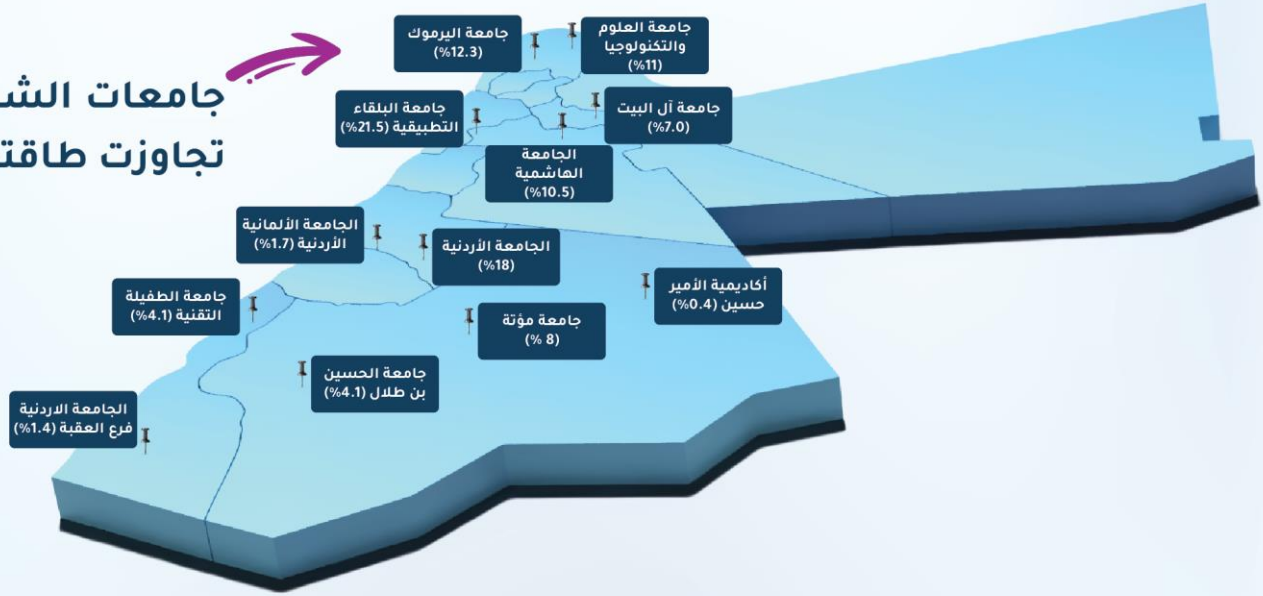 جامعات
تجاوزت
جامعة اليرموك
(%12.3)
جامعة العلوم
والتكنولوجيا
(%11)
جامعة البلقاء
التطبيقية (%21.5)
جامعة آل البيت
(%7.0)
الجامعة
الهاشمية
(%10.5)
الجامعة الألمانية
الأردنية (%1.7)
الجامعة الأردنية
(%18)
أكاديمية الأمير
حسين (%0.4)
جامعة الطفيلة
التقنية (%4.1)
جامعة مؤتة
(% 8)
جامعة الحسين
بن طلال (%4.1)
الجامعة الاردنية
فرع العقبة (%1.4)